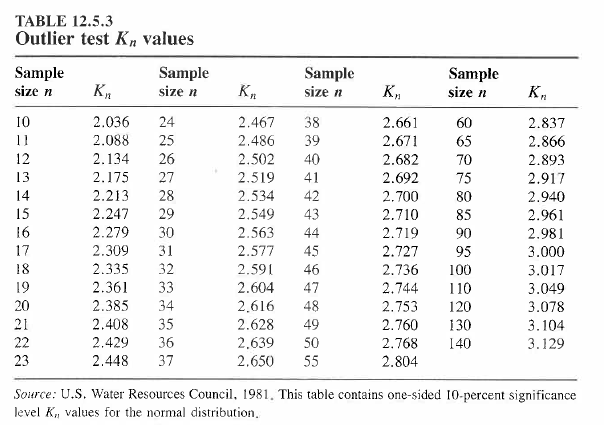 TABLE 12.5.3
Outlier test Kn values
Sample Sample Sample Sample
size n Kn size n Kn size n Kn size n Kn
10 2.036 24 2.467 38 2.661 60 2.837
11 2.088 25 2.486 39 2.671 65 2.866
12 2.134 26 2.502 40 2.682 70 2.893
13 2.175 27 2.519 41 2.692 75 2.917
14 2.213 28 2.534 42 2.700 80 2.940
15 2.247 29 2.549 43 2.710 85 2.961
16 2.279 30 2.563 44 2.719 90 2.981
17 2.309 31 2.577 45 2.727 95 3.000
18 2.335 32 2.591 46 2.736 100 3.017
19 2.361 33 2.604 47 2.744 110 3.049
20 2.385 34 2.616 48 2.753 120 3.078
21 2.408 35 2.628 49 2.760 130 3.104
22 2.429 36 2.639 50 2.768 140 3.129
23 2.448 37 2.650 55 2.804
Source: U.S. Water Resources Council, 1981. This table contains one-sided 10-percent significance
level Kn values for the normal distribution.